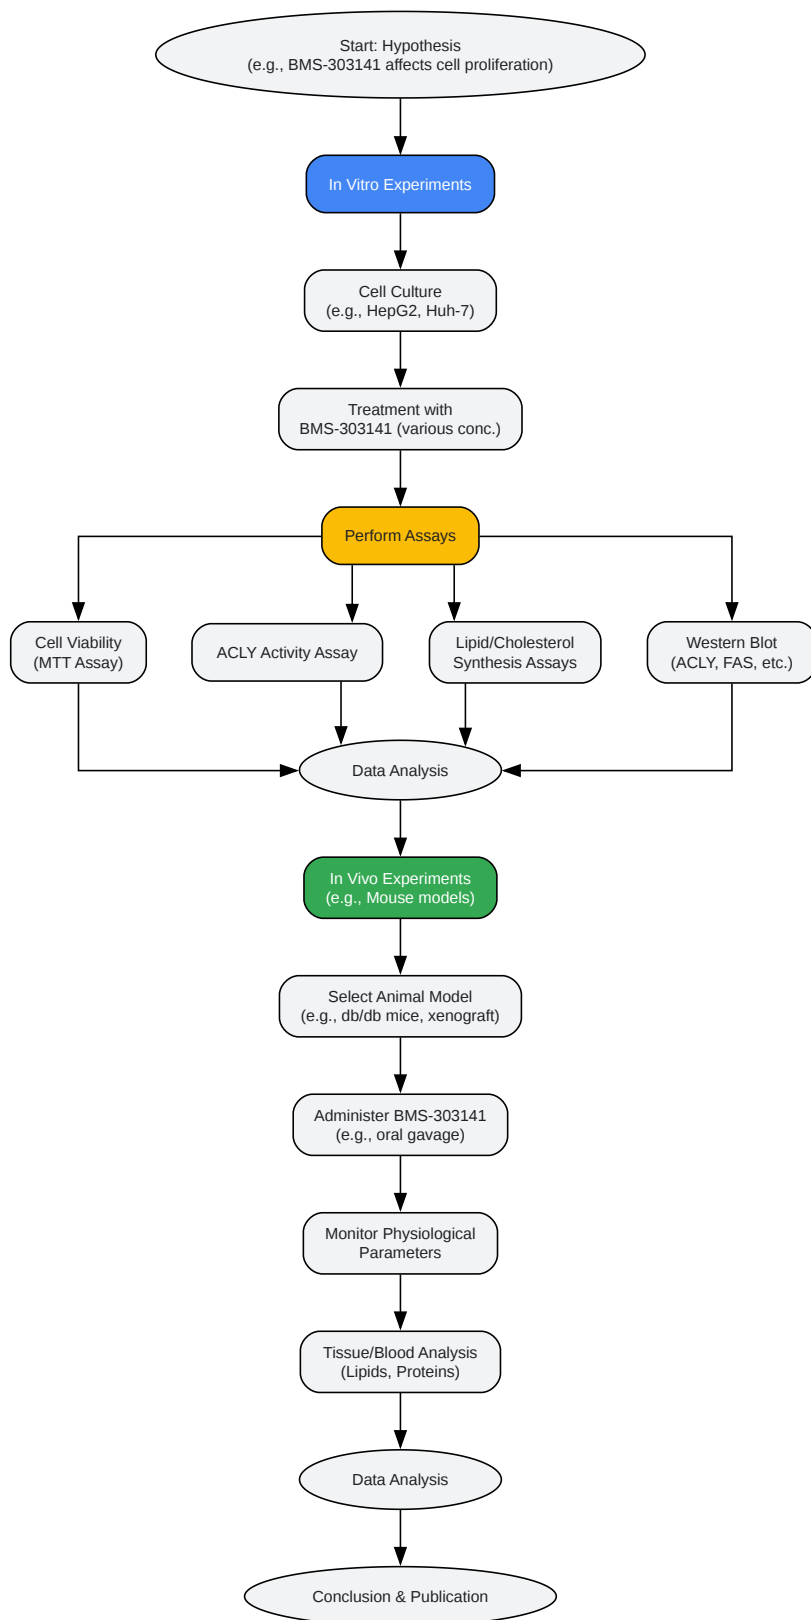 Start: Hypothesis
(e.g., BMS-303141 affects cell proliferation)
In Vitro Experiments
Cell Culture
(e.g., HepG2, Huh-7)
Treatment with
BMS-303141 (various conc.)
Perform Assays
Cell Viability
(MTT Assay)
ACLY Activity Assay
Lipid/Cholesterol
Synthesis Assays
Western Blot
(ACLY, FAS, etc.)
Data Analysis
In Vivo Experiments
(e.g., Mouse models)
Select Animal Model
(e.g., db/db mice, xenograft)
Administer BMS-303141
(e.g., oral gavage)
Monitor Physiological
Parameters
Tissue/Blood Analysis
(Lipids, Proteins)
Data Analysis
Conclusion & Publication